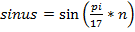 sinus = sin(pi/17 * n)